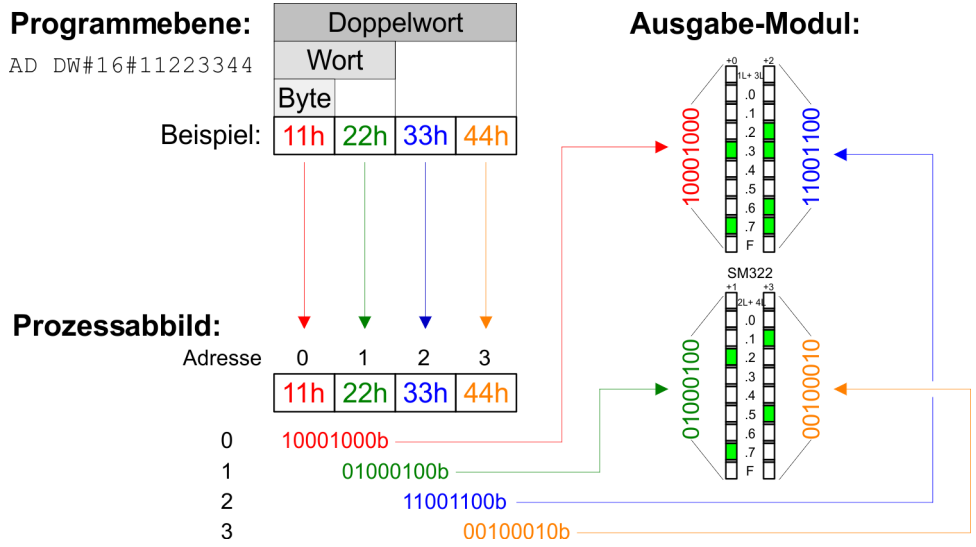 Programmebene:
AD DW#16#11223344
Doppelwort
Wort
Byte
Beispiel:
11h 22h 33h 44h
Prozessabbild:
Adresse 0 1 2 3
11h 22h 33h 44h
0 10001000b
1 01000100b
2 11001100b
3 00100010b
Ausgabe-Modul:
+0 +2
1L+ 3L
.0
.1
.2
.3
.4
.5
.6
.7
F
10001000
11001100
SM322
+1 +3
2L+ 4L
.0
.1
.2
.3
.4
.5
.6
.7
F
01000100
00100010